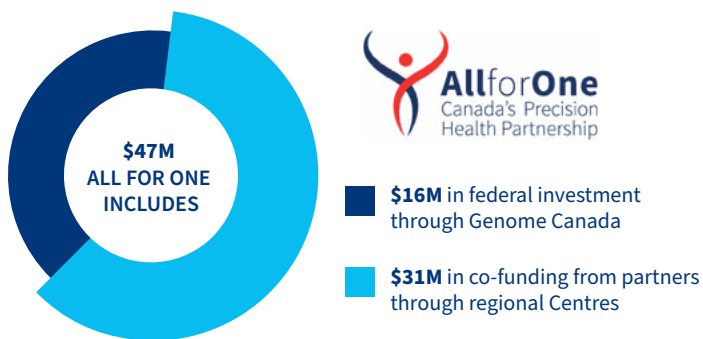 $47M
ALL FOR ONE
INCLUDES
AllforOne
Canada's Precision
Health Partnership
$16M in federal investment
through Genome Canada
$31M in co-funding from partners
through regional Centres